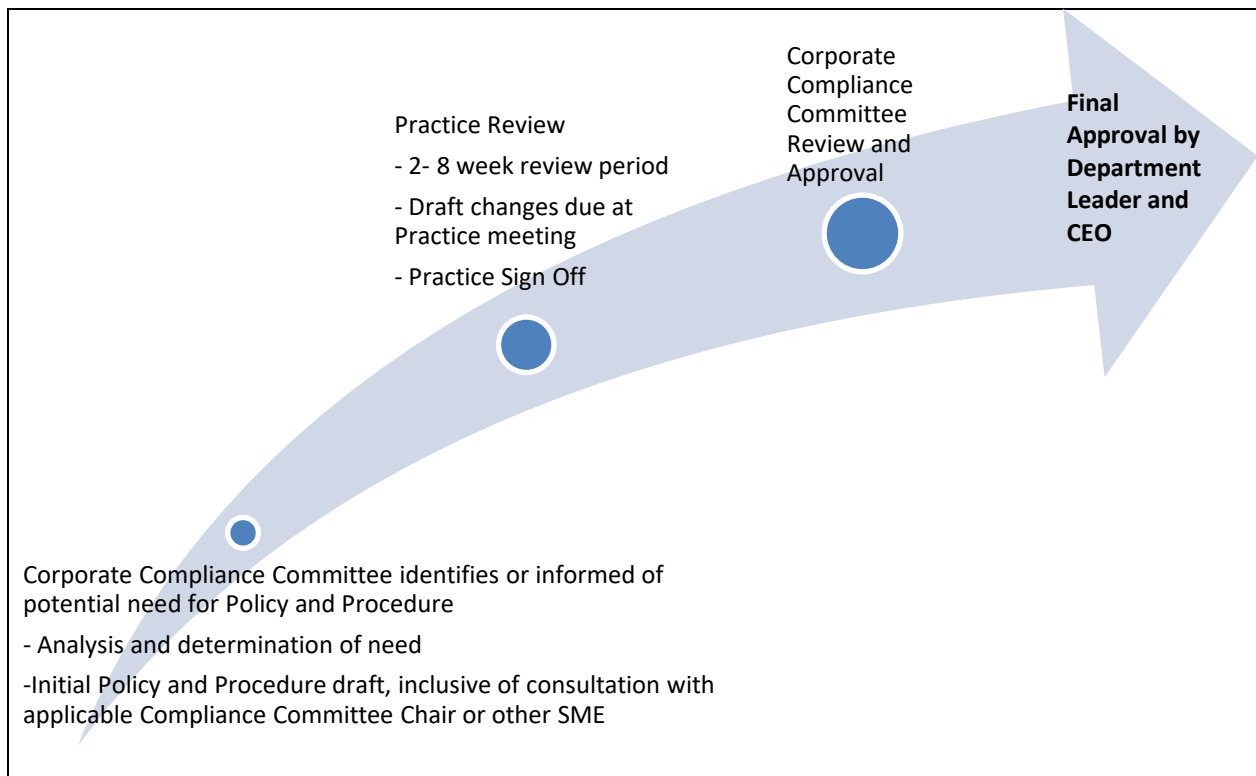 Corporate Compliance Committee identifies or informed of
potential need for Policy and Procedure
- Analysis and determination of need
-Initial Policy and Procedure draft, inclusive of consultation with
applicable Compliance Committee Chair or other SME
Practice Review
- 2- 8 week review period
- Draft changes due at
Practice meeting
- Practice Sign Off
Corporate
Compliance
Committee
Review and
Approval
Final
Approval by
Department
Leader and
CEO